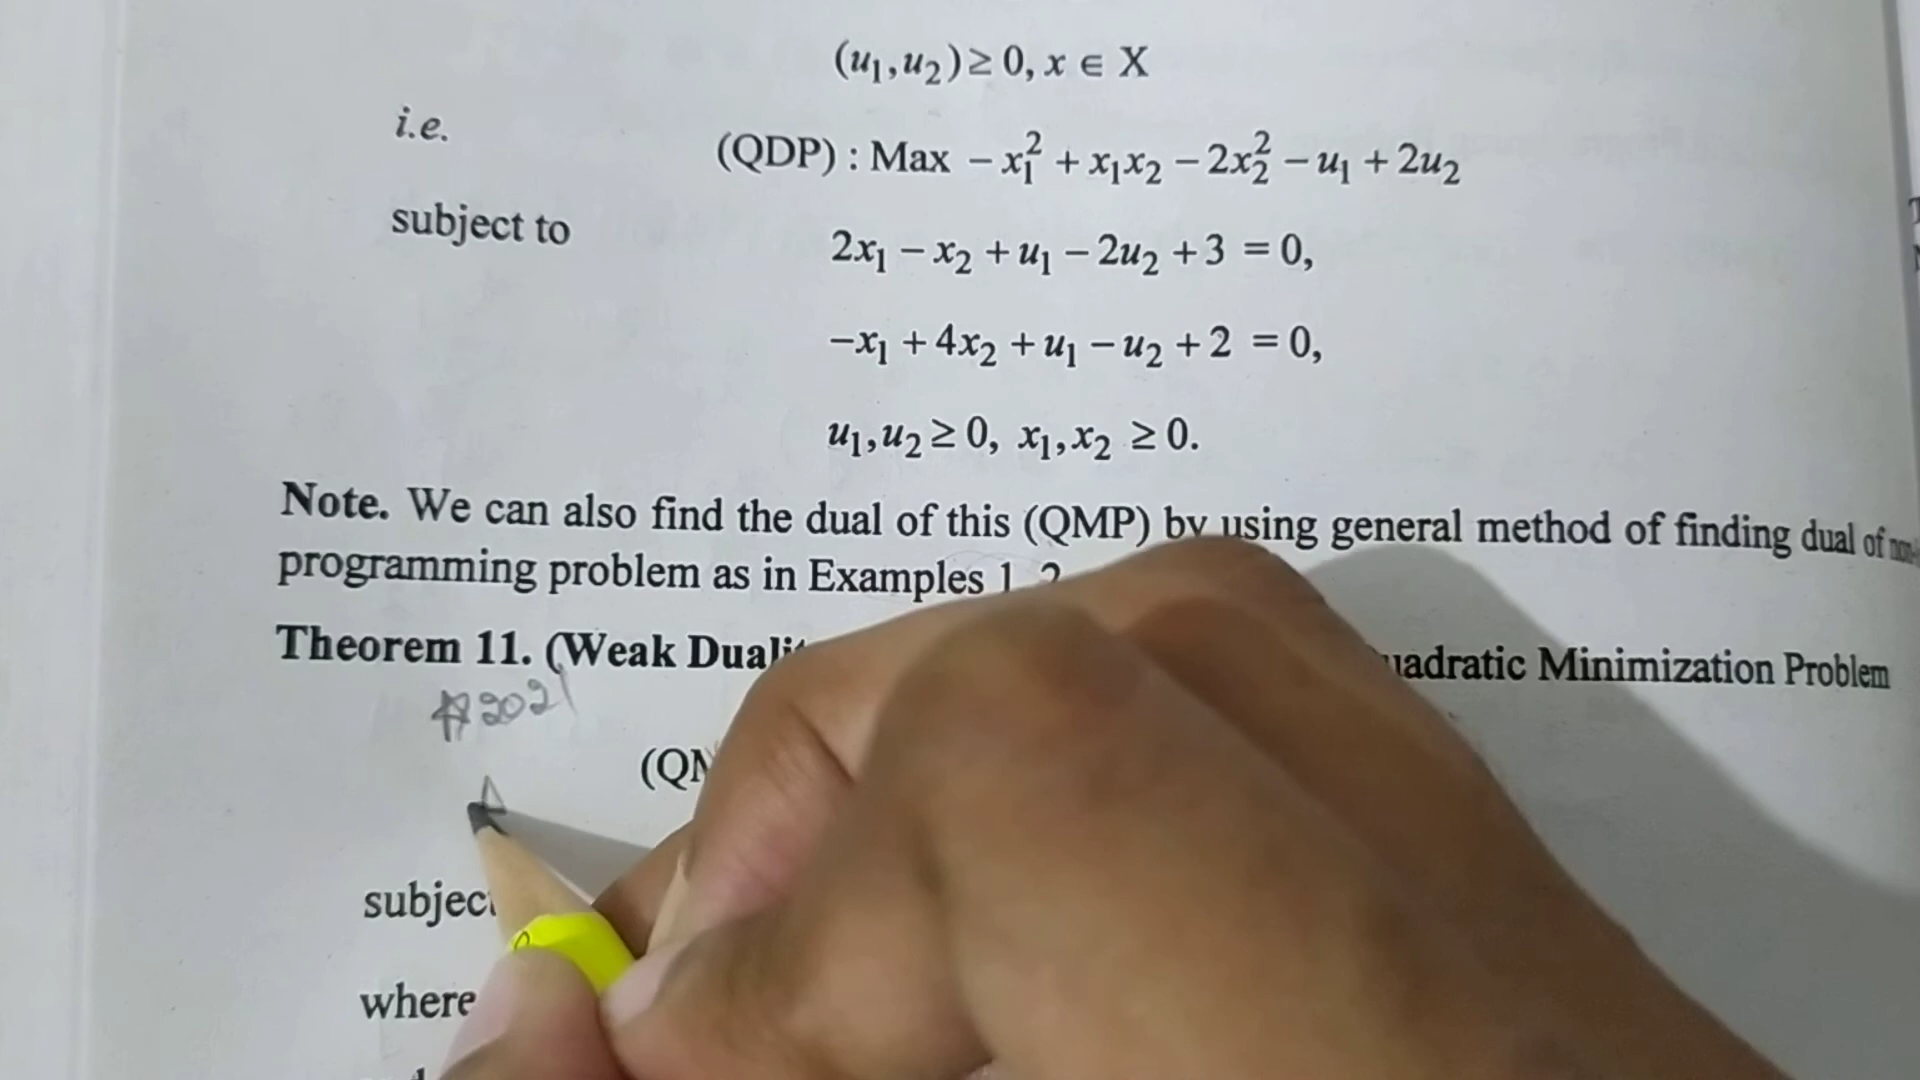 (u₁,u₂) ≥ 0, x ∈ X
i.e.
(QDP) : Max − x₁² + x₁x₂ − 2x₂² − u₁ + 2u₂
subject to
2x₁ − x₂ + u₁ − 2u₂ + 3 = 0,
−x₁ + 4x₂ + u₁ − u₂ + 2 = 0,
u₁,u₂ ≥ 0, x₁,x₂ ≥ 0.
Note. We can also find the dual of this (QMP) by using general method of finding dual of
programming problem as in Examples 1, 2
Theorem 11. (Weak Minimization Problem
2021
where